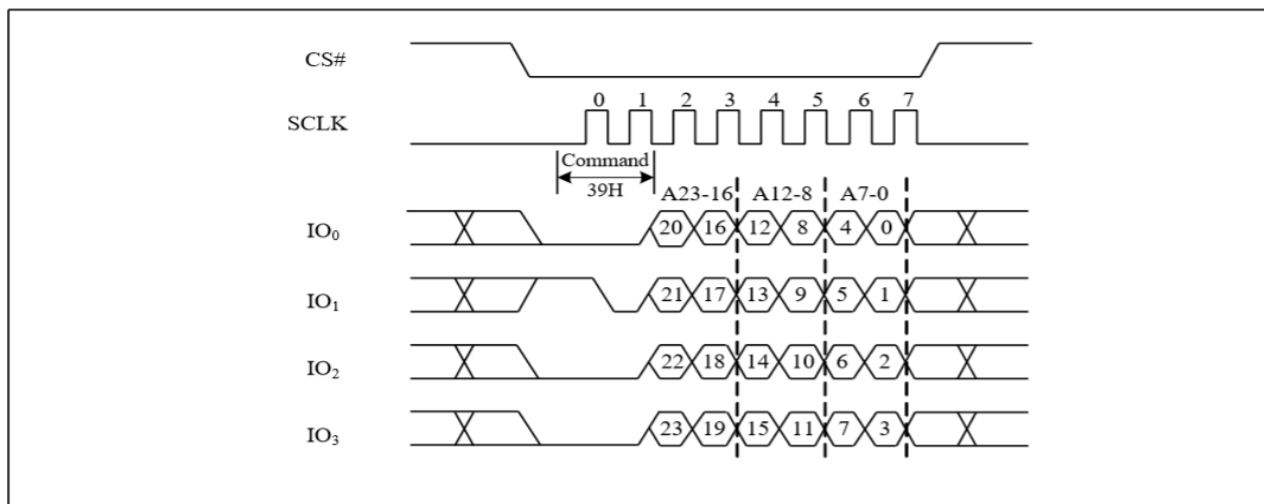 CS#
0 1 2 3 4 5 6 7
SCLK
Command
39H
A23-16 A12-8 A7-0
IO₀ 20 16 12 8 4 0
IO₁ 21 17 13 9 5 1
IO₂ 22 18 14 10 6 2
IO₃ 23 19 15 11 7 3